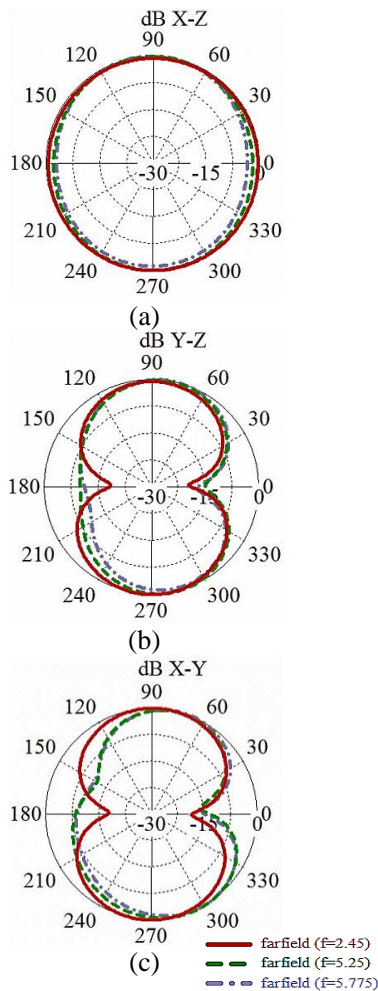 dB X-Z
90
120 60
150 30
180 -30 -15 0
210 330
240 300
270
(a)
dB Y-Z
90
120 60
150 30
180 -30 -15 0
210 330
240 300
270
(b)
dB X-Y
90
120 60
150 30
180 -30 -15 0
210 330
240 300
270
(c)
farfield (f=2.45)
farfield (f=5.25)
farfield (f=5.775)